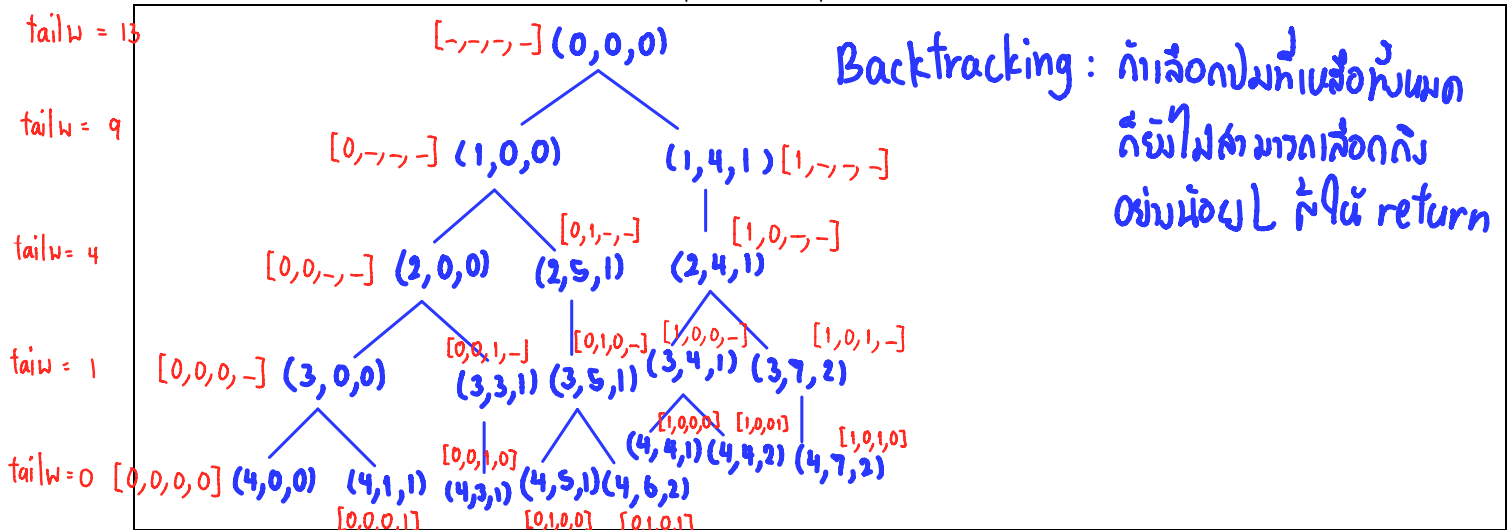 tailw = 13 [-,-,-,-] (0,0,0)
Backtracking : ถ้าเลือกปมที่เหลือทั้งหมด
ก็ยังไม่สามารถเลือกถึง
อย่างน้อย L ก็ให้ return
tailw = 9 [0,-,-,-] (1,0,0) (1,4,1) [1,-,-,-]
[0,1,-,-] [1,0,-,-]
tailw = 4 [0,0,-,-] (2,0,0) (2,5,1) (2,4,1)
[0,0,1,-] [0,1,0,-] [1,0,0,-] [1,0,1,-]
taiw = 1 [0,0,0,-] (3,0,0) (3,3,1) (3,5,1) (3,4,1) (3,7,2)
[1,0,0,0] [1,0,01] [1,0,1,0]
(4,4,1) (4,4,2) (4,7,2)
[0,0,1,0]
tailw=0 [0,0,0,0] (4,0,0) (4,1,1) (4,3,1) (4,5,1) (4,6,2)
[0,0,0,1] [0,1,0,0] [0,1,0,1]